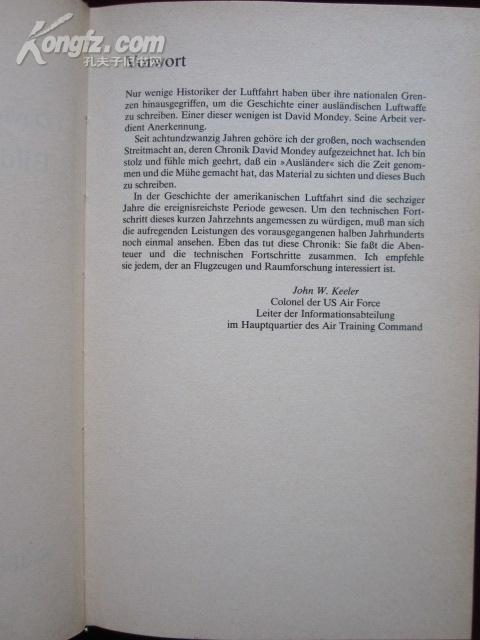 Kongfz.com
孔夫子旧书网
Vorwort
Nur wenige Historiker der Luftfahrt haben über ihre nationalen Gren-
zen hinausgegriffen, um die Geschichte einer ausländischen Luftwaffe
zu schreiben. Einer dieser wenigen ist David Mondey. Seine Arbeit ver-
dient Anerkennung.
Seit achtundzwanzig Jahren gehöre ich der großen, noch wachsenden
Streitmacht an, deren Chronik David Mondey aufgezeichnet hat. Ich bin
stolz und fühle mich geehrt, daß ein »Ausländer« sich die Zeit genom-
men und die Mühe gemacht hat, das Material zu sichten und dieses Buch
zu schreiben.
In der Geschichte der amerikanischen Luftfahrt sind die sechziger
Jahre die ereignisreichste Periode gewesen. Um den technischen Fort-
schritt dieses kurzen Jahrzehnts angemessen zu würdigen, muß man sich
die aufregenden Leistungen des vorausgegangenen halben Jahrhunderts
noch einmal ansehen. Eben das tut diese Chronik: Sie faßt die Aben-
teuer und die technischen Fortschritte zusammen. Ich empfehle
sie jedem, der an Flugzeugen und Raumforschung interessiert ist.
John W. Keeler
Colonel der US Air Force
Leiter der Informationsabteilung
im Hauptquartier des Air Training Command